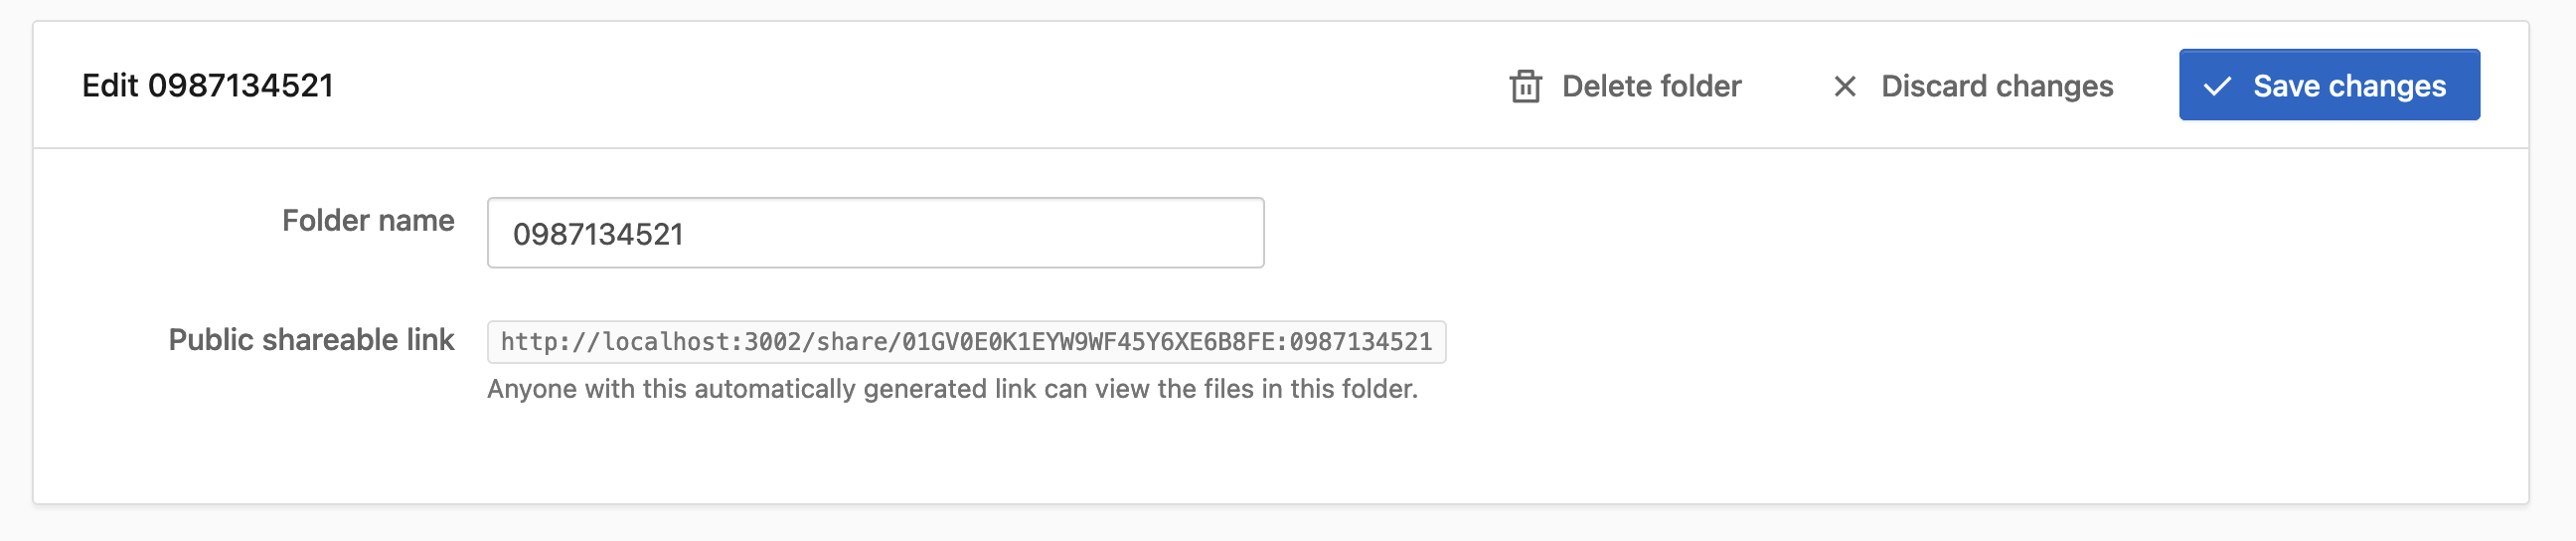 Edit 0987134521
Delete folder
Discard changes
Save changes
Folder name
0987134521
Public shareable link
http://localhost:3002/share/01GV0E0K1EYW9WF45Y6XE6B8FE:0987134521
Anyone with this automatically generated link can view the files in this folder.